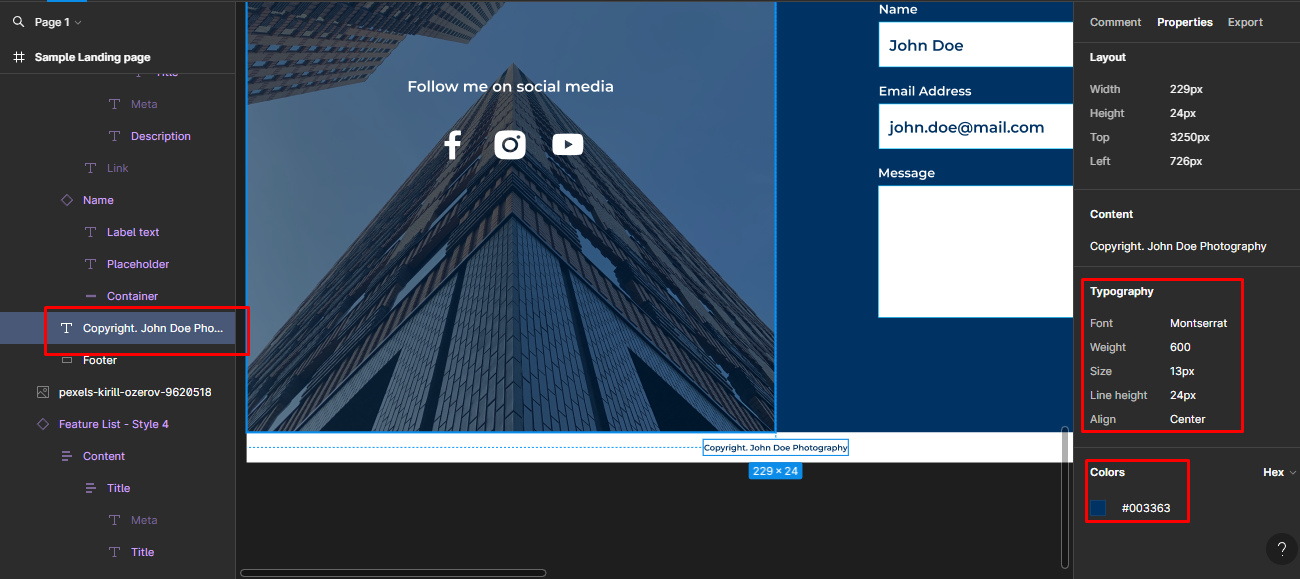 Page 1
Sample Landing page
Title
Meta
Description
Link
Name
Label text
Placeholder
Container
Copyright. John Doe Pho...
Footer
pexels-kirill-ozerov-9620518
Feature List - Style 4
Content
Title
Meta
Title
Follow me on social media
Name
John Doe
Email Address
john.doe@mail.com
Message
Copyright. John Doe Photography
229 × 24
Comment Properties Export
Layout
Width 229px
Height 24px
Top 3250px
Left 726px
Content
Copyright. John Doe Photography
Typography
Font Montserrat
Weight 600
Size 13px
Line height 24px
Align Center
Colors Hex
#003363
?